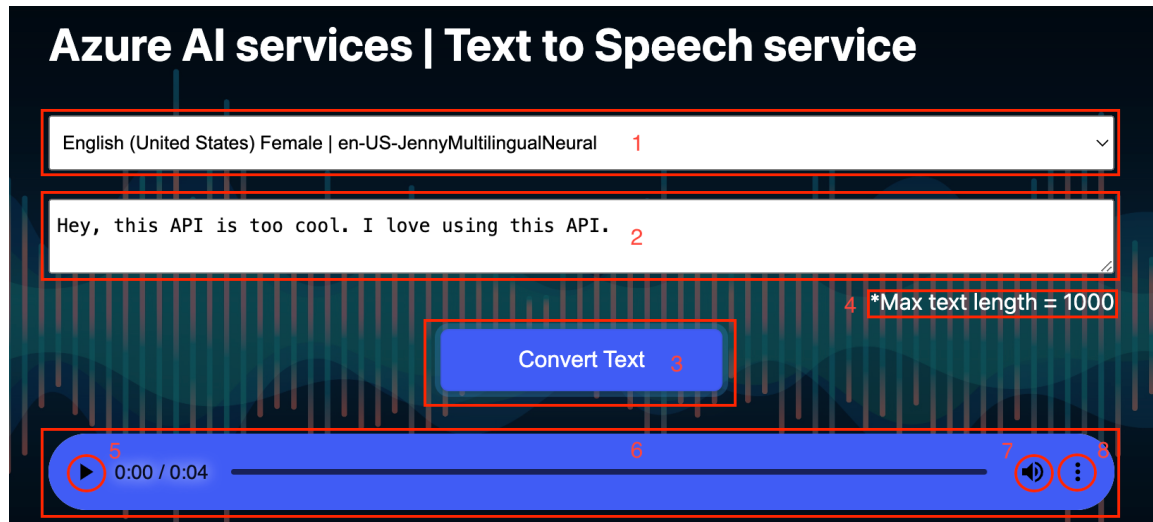 Azure AI services | Text to Speech service
English (United States) Female | en-US-JennyMultilingualNeural 1
Hey, this API is too cool. I love using this API. 2
4 *Max text length = 1000
Convert Text 3
5 6 7 8
0:00 / 0:04